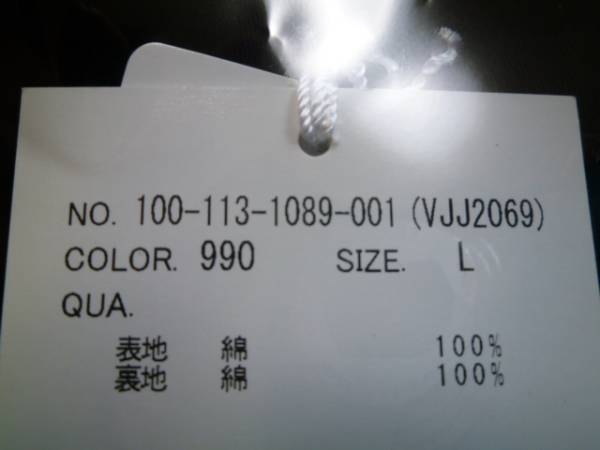 NO. 100-113-1089-001 (VJJ2069)
COLOR. 990 SIZE. L
QUA.
表地 綿 100%
裏地 綿 100%